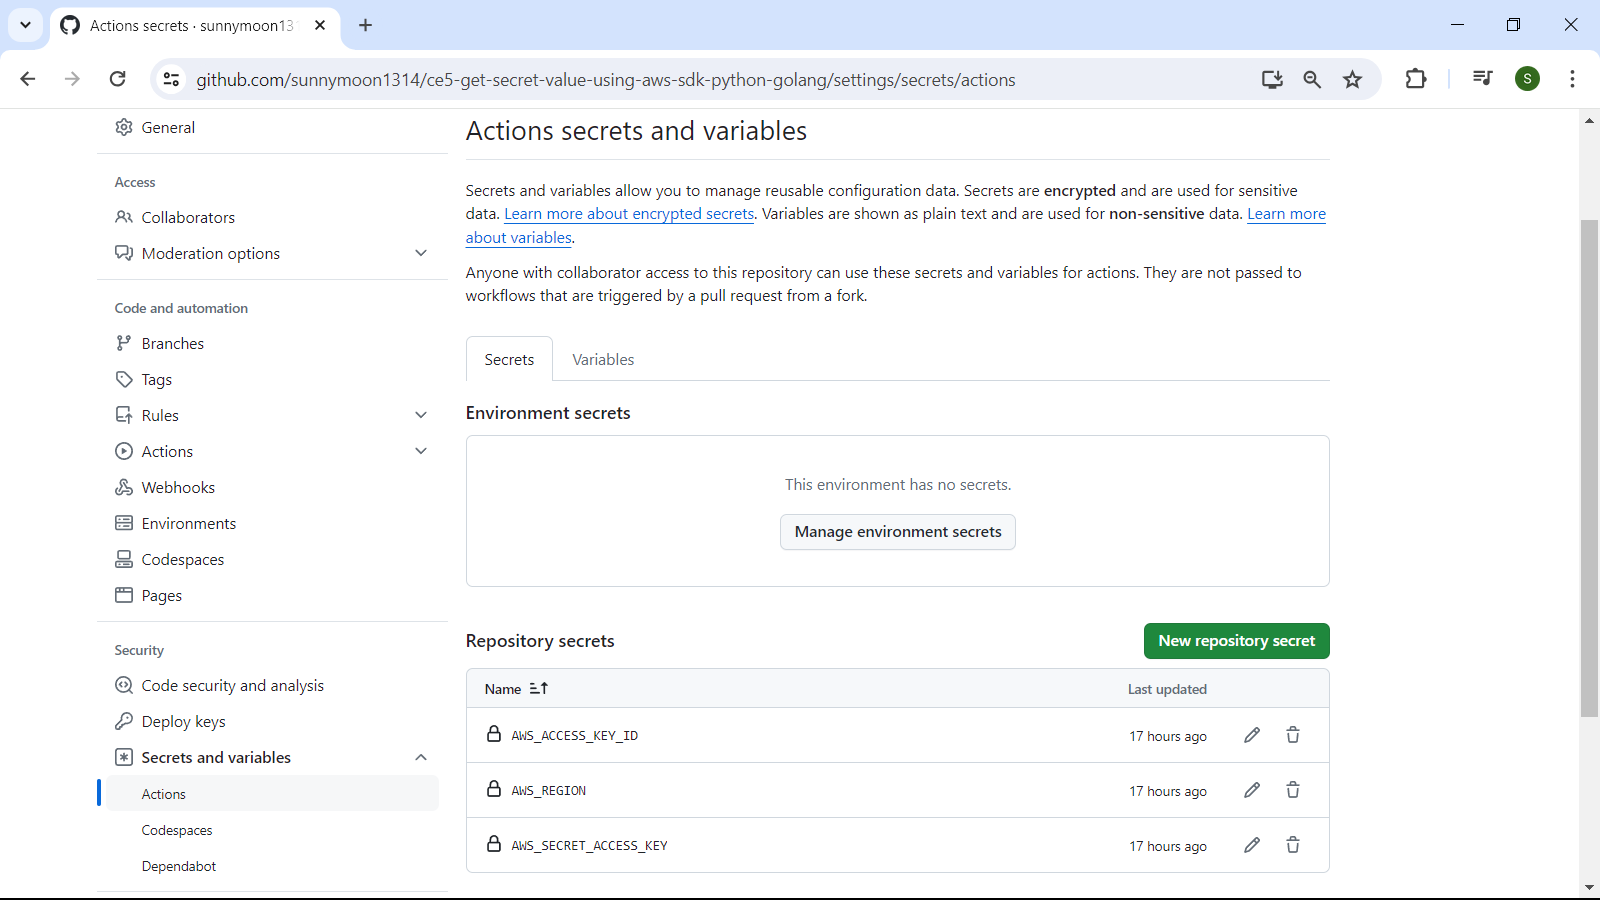 Actions secrets · sunnymoon131
github.com/sunnymoon1314/ce5-get-secret-value-using-aws-sdk-python-golang/settings/secrets/actions
S
General
Access
Collaborators
Moderation options
Code and automation
Branches
Tags
Rules
Actions
Webhooks
Environments
Codespaces
Pages
Security
Code security and analysis
Deploy keys
Secrets and variables
Actions
Codespaces
Dependabot
Actions secrets and variables
Secrets and variables allow you to manage reusable configuration data. Secrets are encrypted and are used for sensitive
data. Learn more about encrypted secrets. Variables are shown as plain text and are used for non-sensitive data. Learn more
about variables.
Anyone with collaborator access to this repository can use these secrets and variables for actions. They are not passed to
workflows that are triggered by a pull request from a fork.
Secrets Variables
Environment secrets
This environment has no secrets.
Manage environment secrets
Repository secrets New repository secret
Name Last updated
AWS_ACCESS_KEY_ID 17 hours ago
AWS_REGION 17 hours ago
AWS_SECRET_ACCESS_KEY 17 hours ago